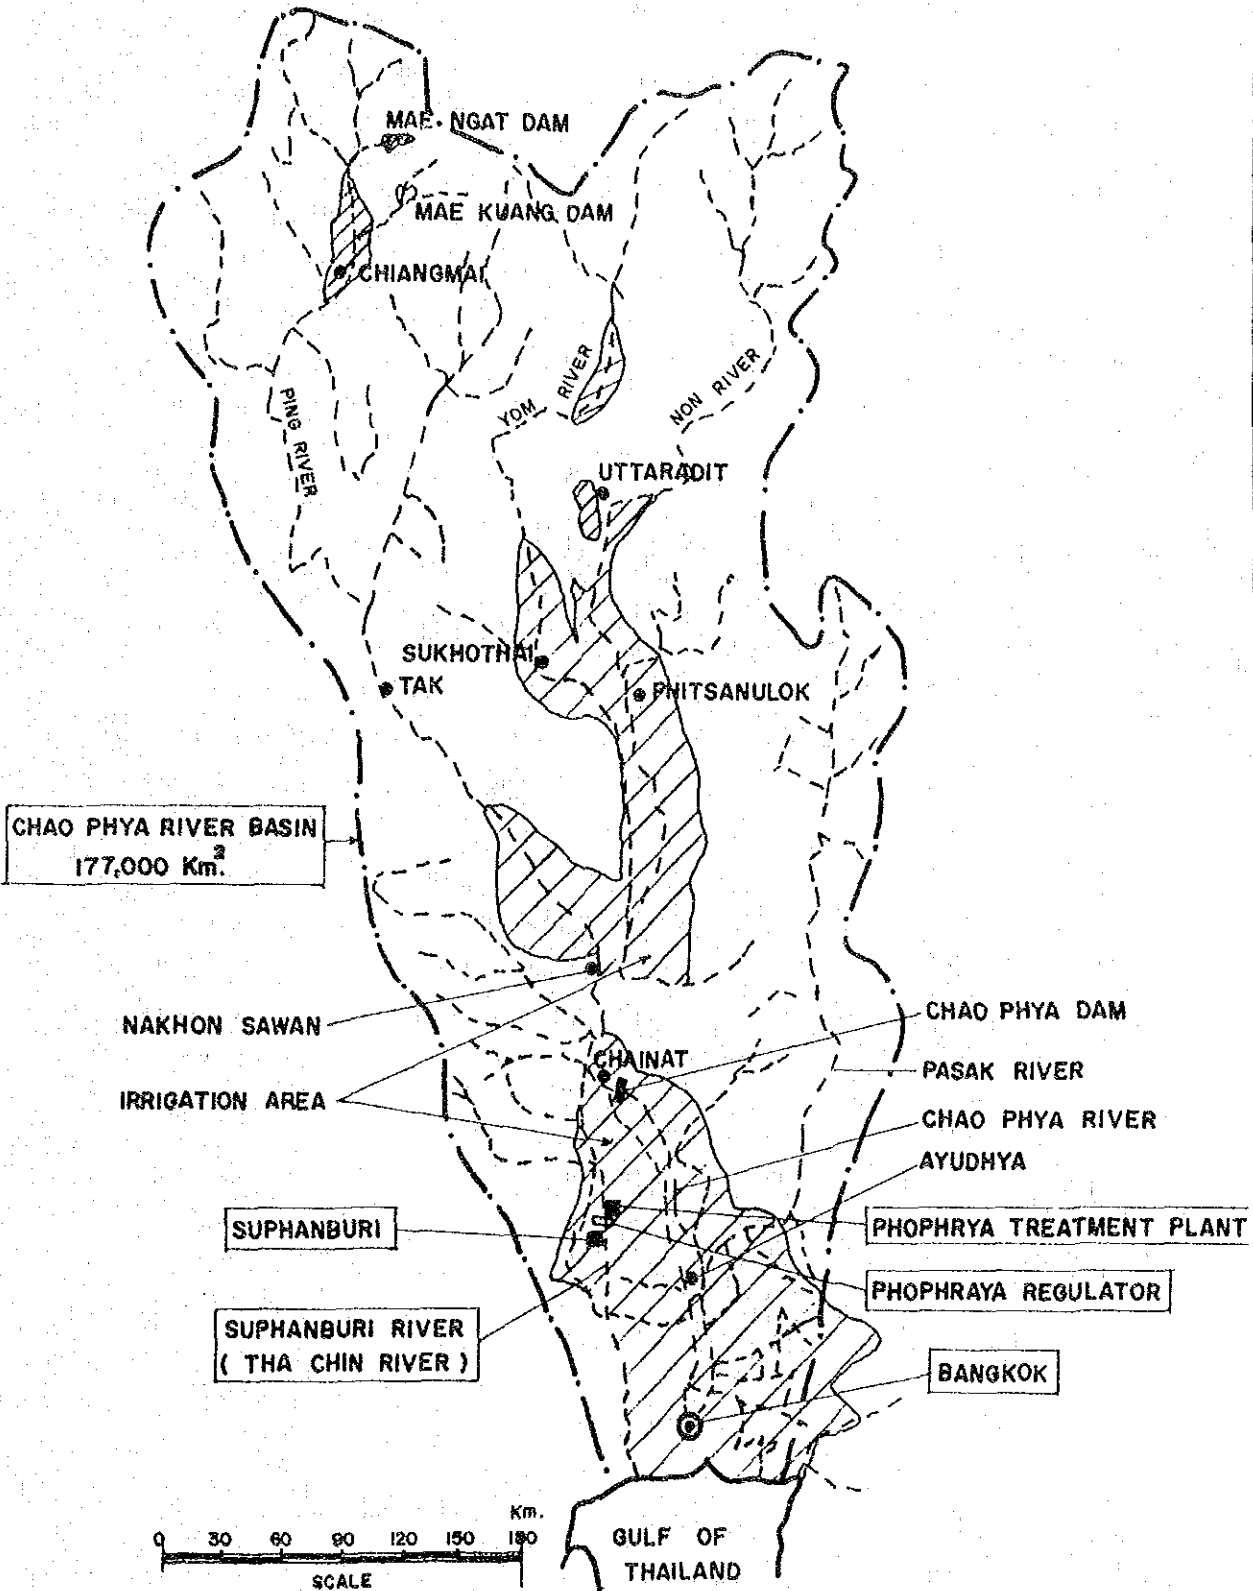 MAE NGAT DAM
MAE KUANG DAM
CHIANGMAI
YOM RIVER
NON RIVER
PING RIVER
UTTARADIT
SUKHOTHAI
TAK
PHITSANULOK
CHAO PHYA RIVER BASIN
177,000 Km.²
NAKHON SAWAN
CHAO PHYA DAM
CHAINAT
PASAK RIVER
IRRIGATION AREA
CHAO PHYA RIVER
AYUDHYA
SUPHANBURI
PHOPHRYA TREATMENT PLANT
PHOPHRAYA REGULATOR
SUPHANBURI RIVER
( THA CHIN RIVER )
BANGKOK
Km.
0 30 60 90 120 150 180
SCALE
GULF OF
THAILAND